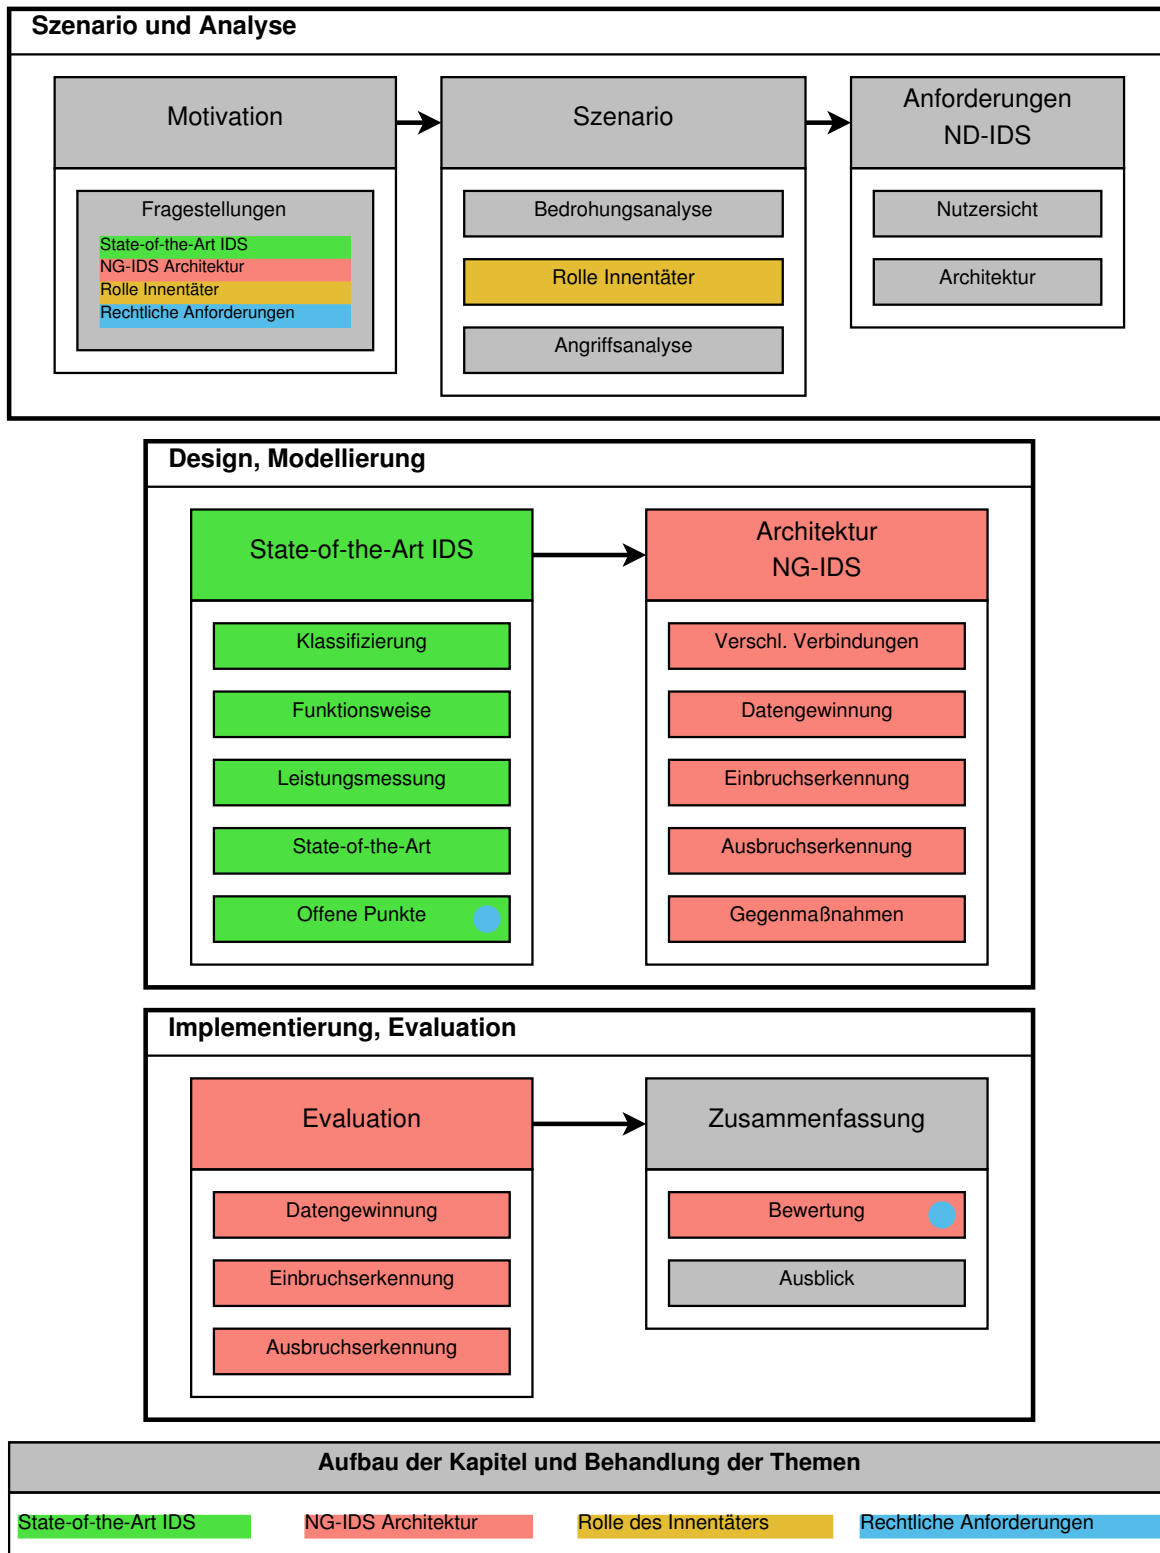 Szenario und Analyse
Motivation
Fragestellungen
State-of-the-Art IDS
NG-IDS Architektur
Rolle Innentäter
Rechtliche Anforderungen
Szenario
Bedrohungsanalyse
Rolle Innentäter
Angriffsanalyse
Anforderungen
ND-IDS
Nutzersicht
Architektur
Design, Modellierung
State-of-the-Art IDS
Klassifizierung
Funktionsweise
Leistungsmessung
State-of-the-Art
Offene Punkte
Architektur
NG-IDS
Verschl. Verbindungen
Datengewinnung
Einbruchserkennung
Ausbruchserkennung
Gegenmaßnahmen
Implementierung, Evaluation
Evaluation
Datengewinnung
Einbruchserkennung
Ausbruchserkennung
Zusammenfassung
Bewertung
Ausblick
Aufbau der Kapitel und Behandlung der Themen
State-of-the-Art IDS
NG-IDS Architektur
Rolle des Innentäters
Rechtliche Anforderungen